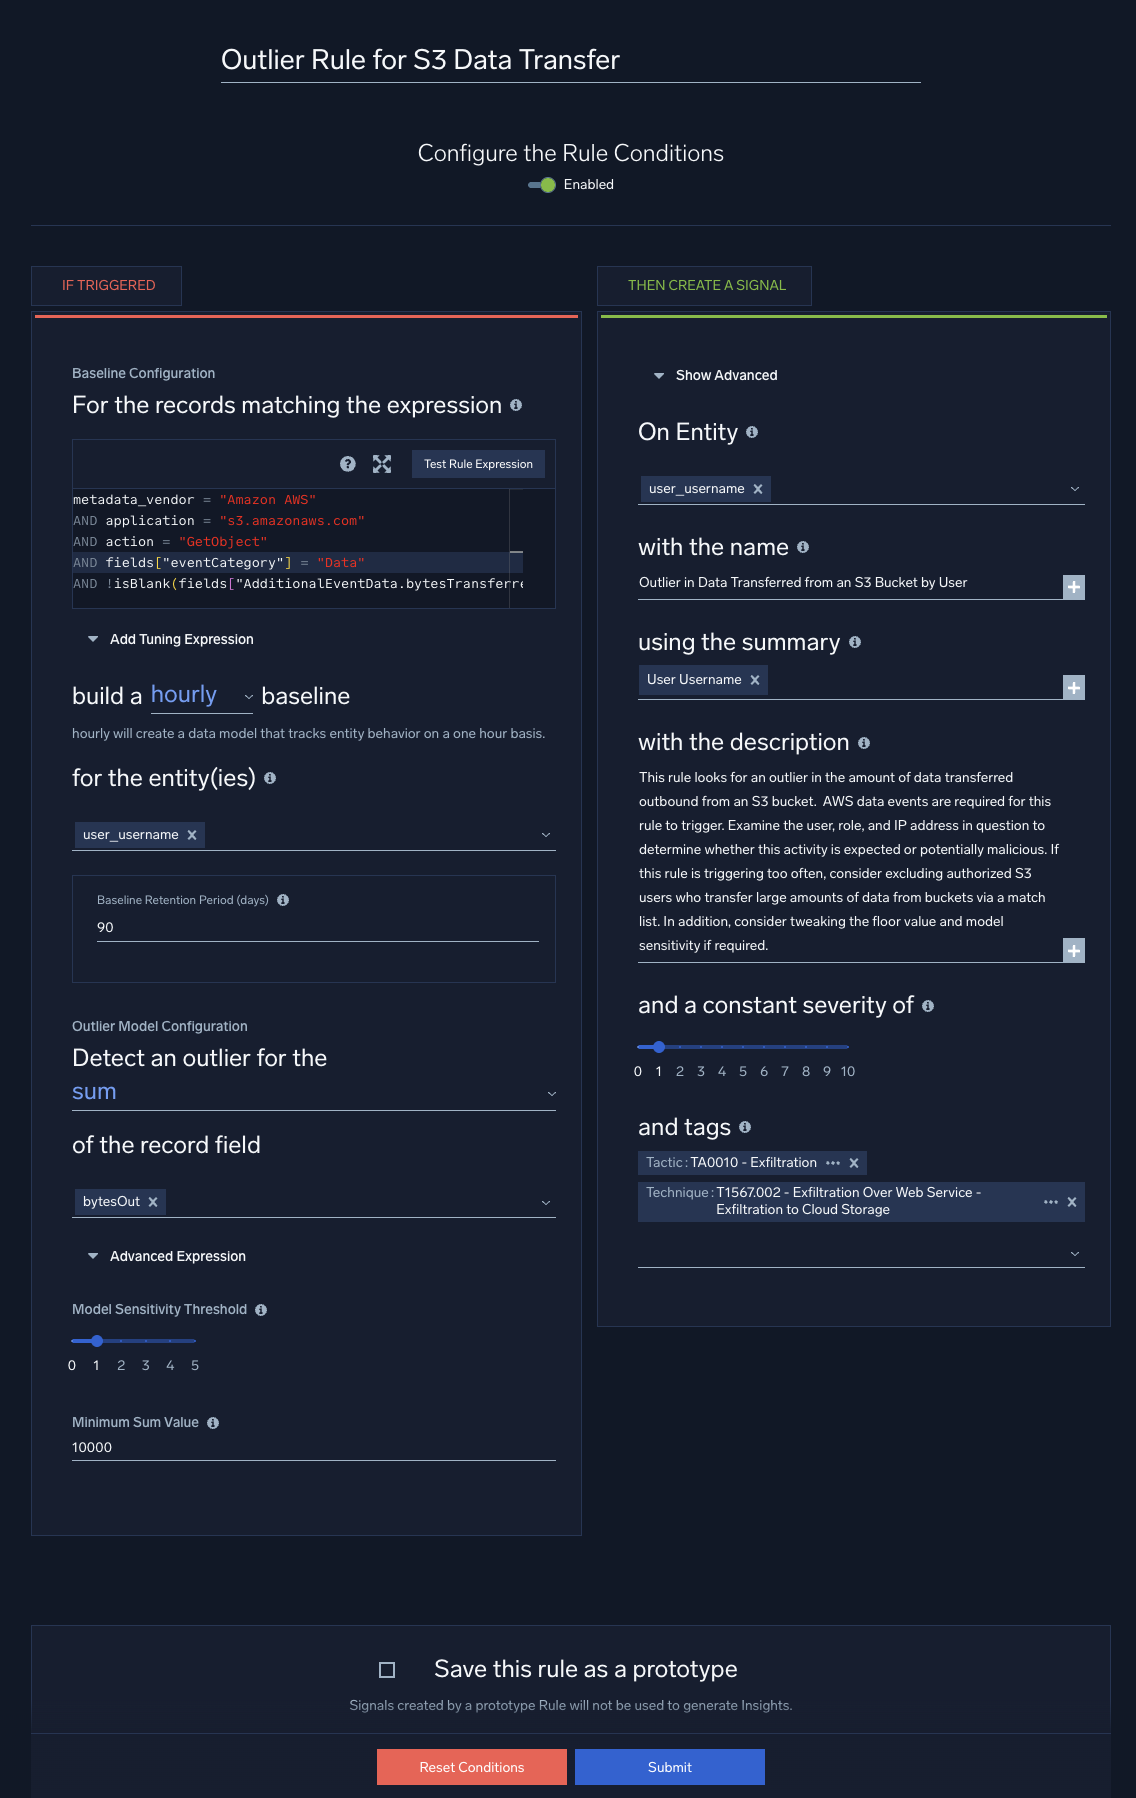 Outlier Rule for S3 Data Transfer
Configure the Rule Conditions
Enabled
IF TRIGGERED
Baseline Configuration
For the records matching the expression
Test Rule Expression
metadata_vendor = "Amazon AWS"
AND application = "s3.amazonaws.com"
AND action = "GetObject"
AND fields["eventCategory"] = "Data"
AND !isBlank(fields["AdditionalEventData.bytesTransferre
Add Tuning Expression
build a hourly baseline
hourly will create a data model that tracks entity behavior on a one hour basis.
for the entity(ies)
user_username
Baseline Retention Period (days)
90
Outlier Model Configuration
Detect an outlier for the
sum
of the record field
bytesOut
Advanced Expression
Model Sensitivity Threshold
0 1 2 3 4 5
Minimum Sum Value
10000
THEN CREATE A SIGNAL
Show Advanced
On Entity
user_username
with the name
Outlier in Data Transferred from an S3 Bucket by User
using the summary
User Username
with the description
This rule looks for an outlier in the amount of data transferred
outbound from an S3 bucket.  AWS data events are required for this
rule to trigger. Examine the user, role, and IP address in question to
determine whether this activity is expected or potentially malicious. If
this rule is triggering too often, consider excluding authorized S3
users who transfer large amounts of data from buckets via a match
list. In addition, consider tweaking the floor value and model
sensitivity if required.
and a constant severity of
0 1 2 3 4 5 6 7 8 9 10
and tags
Tactic: TA0010 - Exfiltration
Technique: T1567.002 - Exfiltration Over Web Service -
Exfiltration to Cloud Storage
Save this rule as a prototype
Signals created by a prototype Rule will not be used to generate Insights.
Reset Conditions
Submit